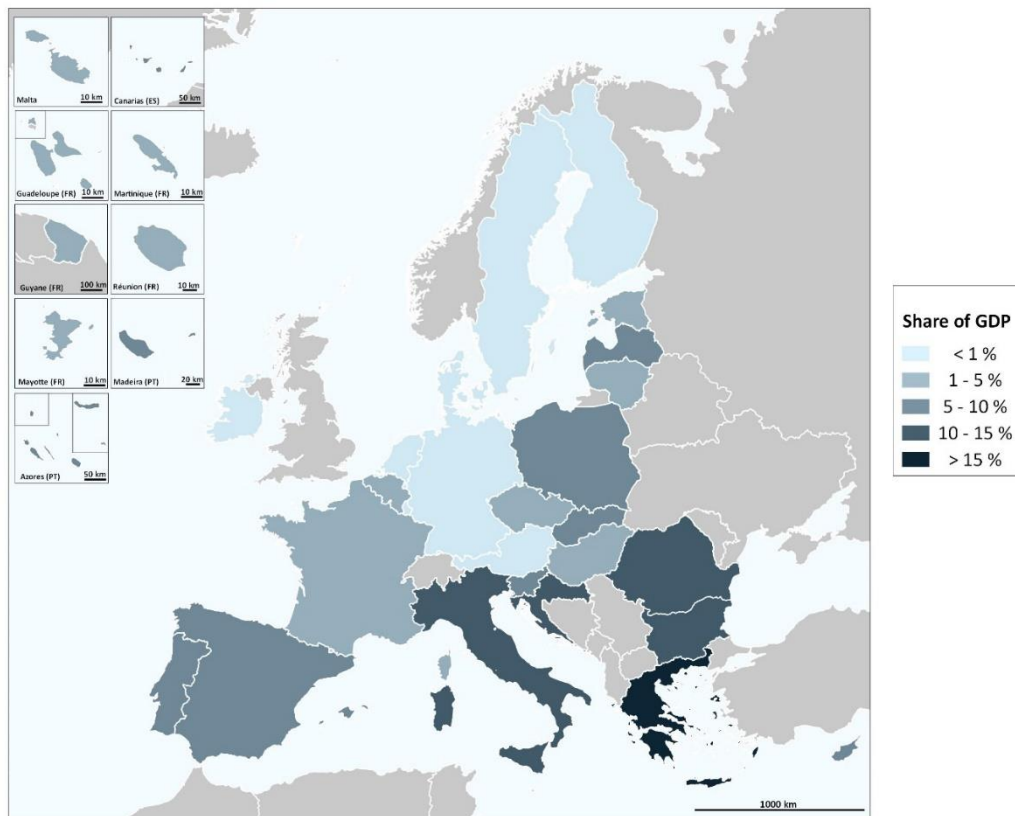 Malta
10 km
Canarias (ES)
50 km
Guadeloupe (FR)
10 km
Martinique (FR)
10 km
Guyane (FR)
100 km
Réunion (FR)
10 km
Mayotte (FR)
10 km
Madeira (PT)
20 km
Azores (PT)
50 km
Share of GDP
< 1 %
1 - 5 %
5 - 10 %
10 - 15 %
> 15 %
1000 km